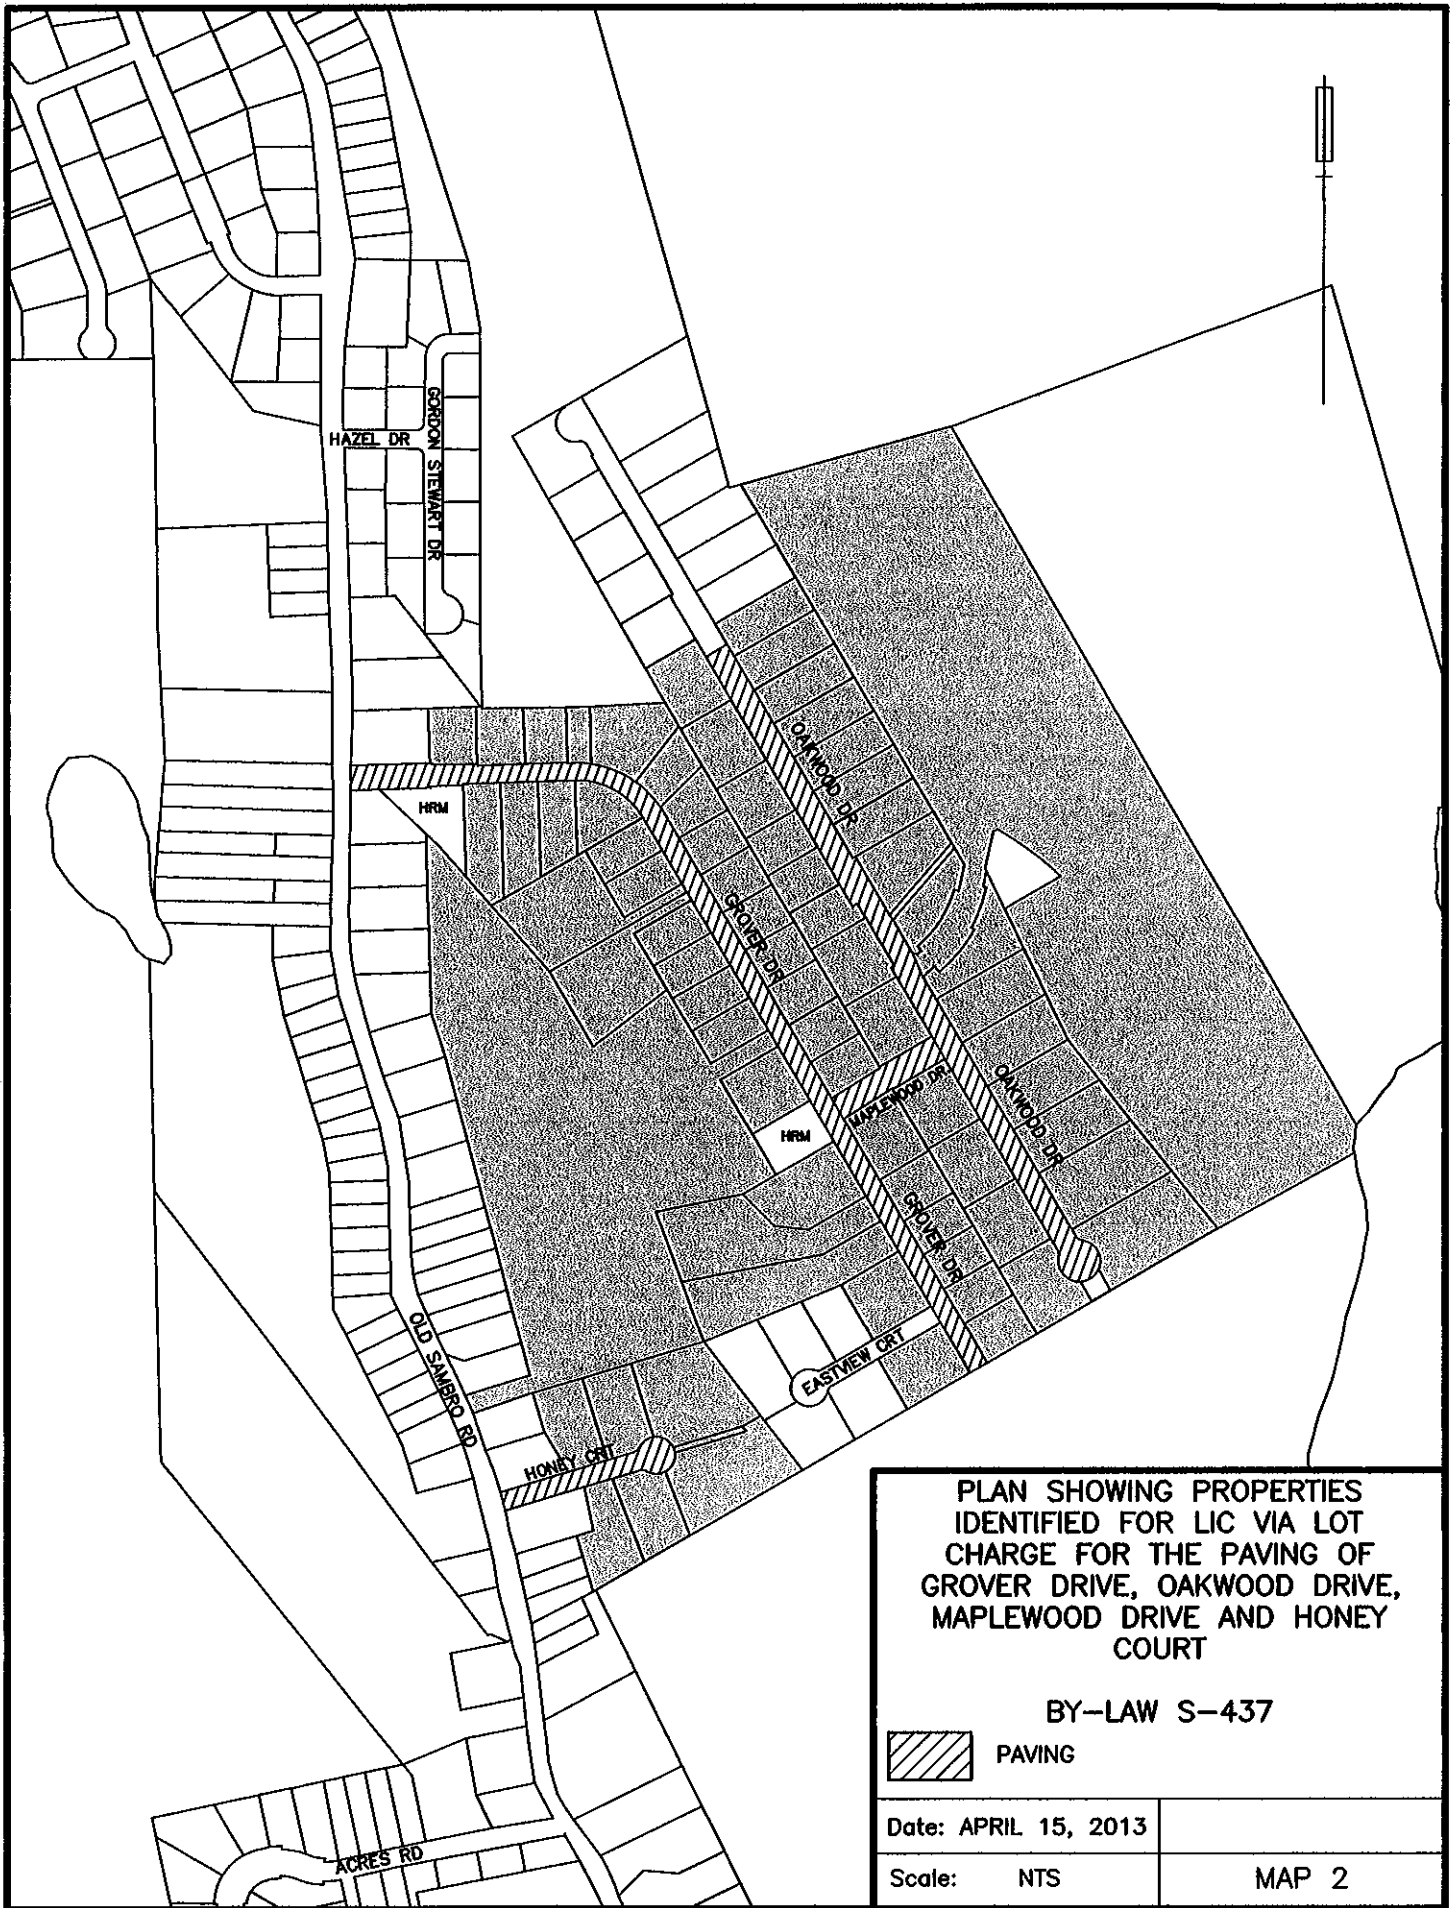 HAZEL DR
GORDON STEWART DR
OAKWOOD DR
HRM
GROVER DR
MAPLEWOOD DR.
OAKWOOD DR
HRM
GROVER DR
EASTVIEW CRT
OLD SAMBRO RD
HONEY CRT
ACRES RD
PLAN SHOWING PROPERTIES
IDENTIFIED FOR LIC VIA LOT
CHARGE FOR THE PAVING OF
GROVER DRIVE, OAKWOOD DRIVE,
MAPLEWOOD DRIVE AND HONEY
COURT
BY-LAW S-437
PAVING
Date: APRIL 15, 2013
Scale: NTS
MAP 2